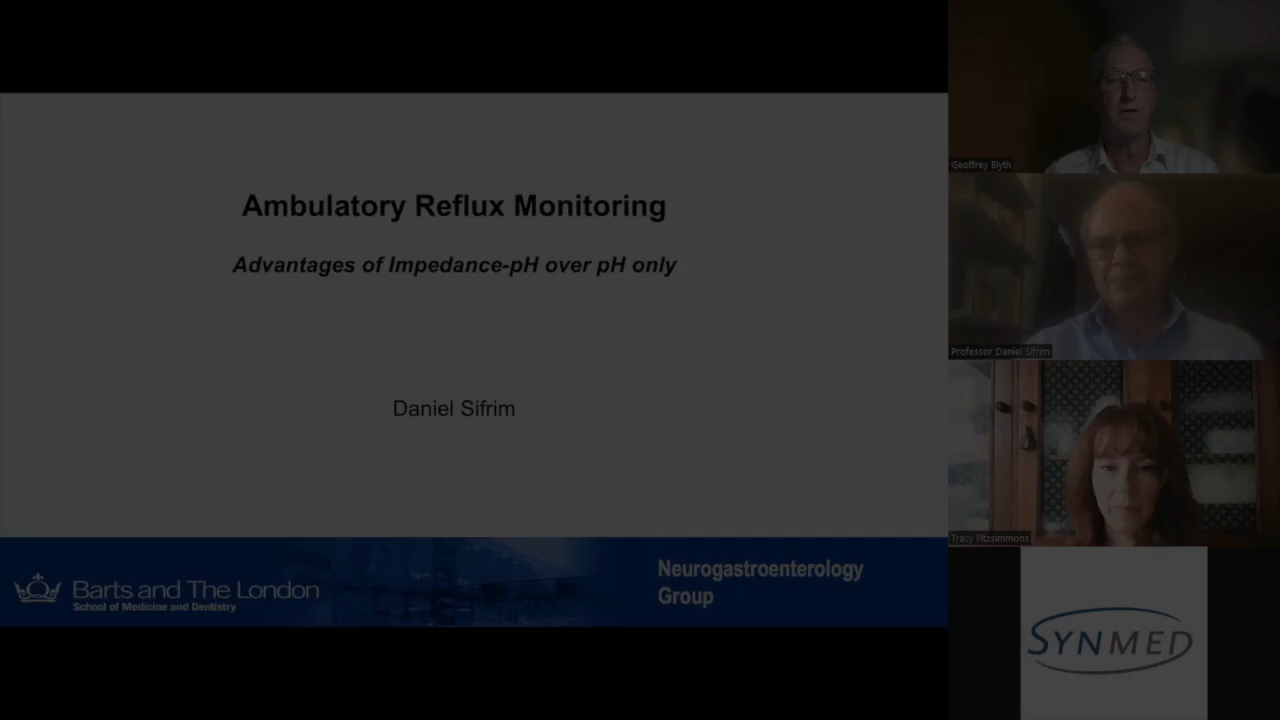 Ambulatory Reflux Monitoring
Advantages of Impedance-pH over pH only
Daniel Sifrim
Barts and The London
School of Medicine and Dentistry
Neurogastroenterology
Group
Geoffrey Blyth
Professor Daniel Sifrim
Tracy Fitzsimmons
SYNMED